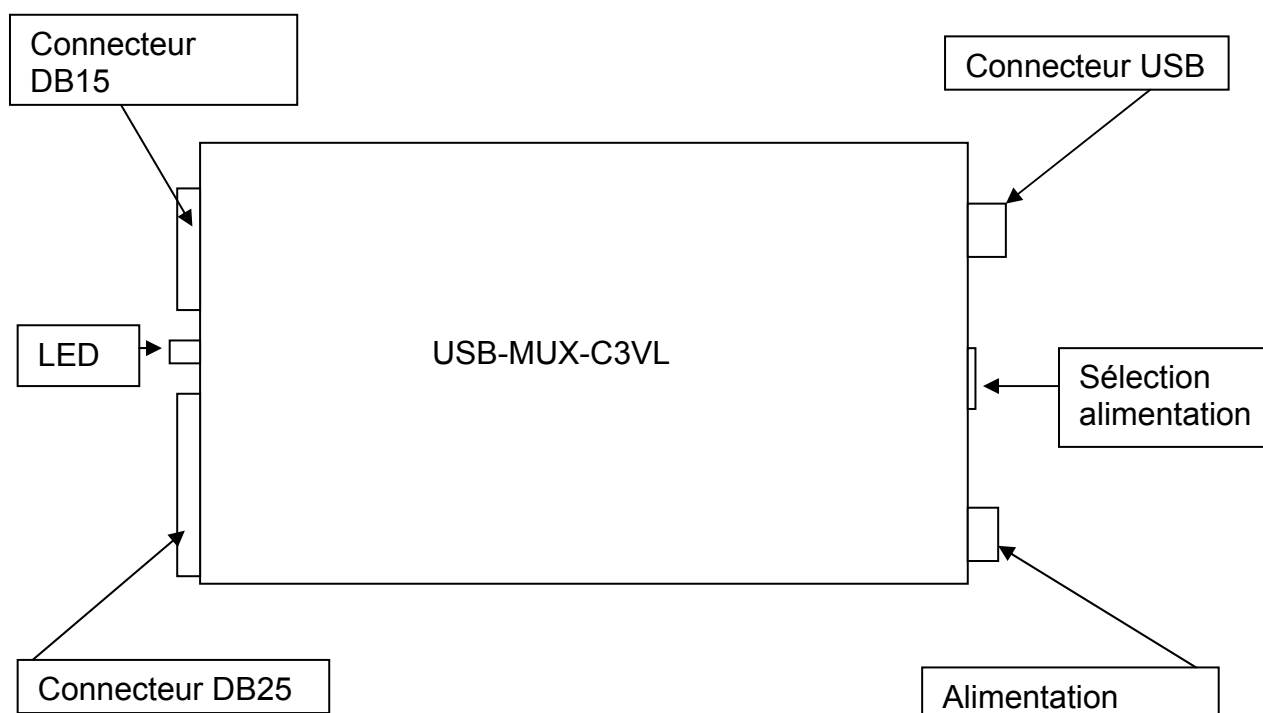 Connecteur
DB15
Connecteur USB
LED
USB-MUX-C3VL
Sélection
alimentation
Connecteur DB25
Alimentation